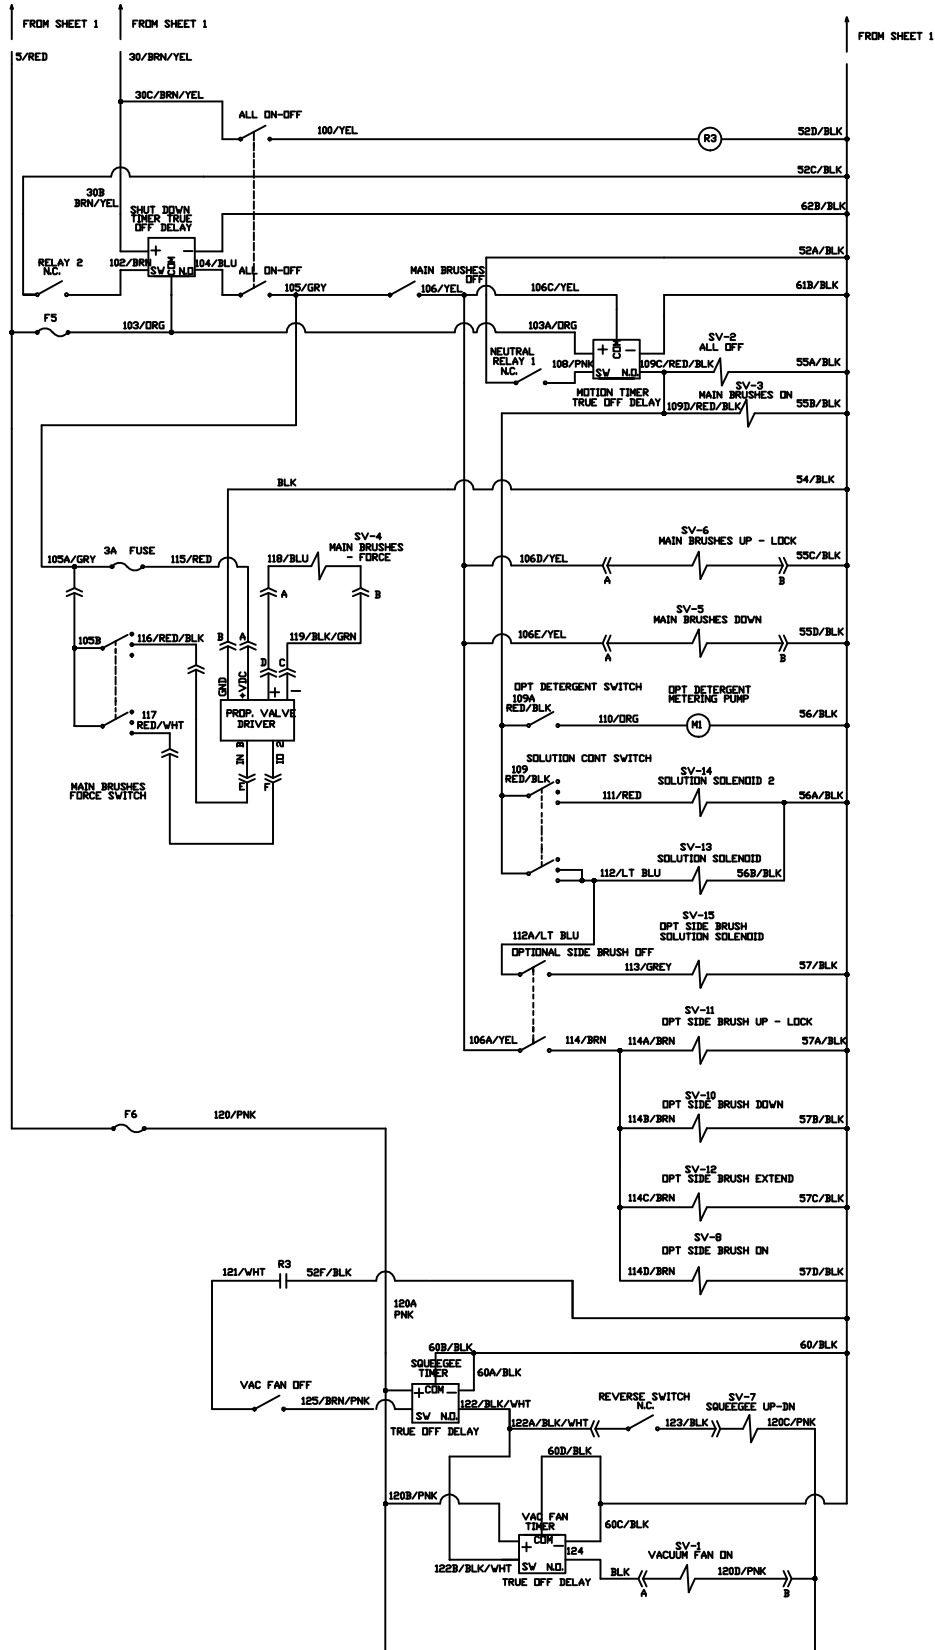 FROM SHEET 1
FROM SHEET 1
FROM SHEET 1
5/RED
30/BRN/YEL
30C/BRN/YEL
ALL ON-OFF
100/YEL
R3
52D/BLK
52C/BLK
30B
BRN/YEL
62B/BLK
SHUT DOWN
TIMER TRUE
OFF DELAY
+
-
SW
COM
N.O
52A/BLK
RELAY 2
N.C.
102/BRN
104/BLU
ALL ON-OFF
105/GRY
MAIN BRUSHES
OFF
106/YEL
106C/YEL
61B/BLK
F5
103/ORG
103A/ORG
SV-2
ALL OFF
NEUTRAL
RELAY 1
N.C.
108/PNK
+
COM
-
SW
N.O.
109C/RED/BLK
55A/BLK
MOTION TIMER
TRUE OFF DELAY
SV-3
MAIN BRUSHES ON
109D/RED/BLK
55B/BLK
BLK
54/BLK
105A/GRY
3A FUSE
115/RED
SV-4
MAIN BRUSHES
- FORCE
118/BLU
A
B
119/BLK/GRN
SV-6
MAIN BRUSHES UP - LOCK
106D/YEL
A
B
55C/BLK
SV-5
MAIN BRUSHES DOWN
106E/YEL
A
B
55D/BLK
105B
116/RED/BLK
B
A
D
C
GND
+VDC
+
-
PROP. VALVE
DRIVER
IN B
IO 2
E
F
117
RED/WHT
MAIN BRUSHES
FORCE SWITCH
OPT DETERGENT SWITCH
109A
RED/BLK
110/ORG
OPT DETERGENT
METERING PUMP
M1
56/BLK
SOLUTION CONT SWITCH
109
RED/BLK
111/RED
SV-14
SOLUTION SOLENOID 2
56A/BLK
SV-13
SOLUTION SOLENOID
112/LT BLU
56B/BLK
112A/LT BLU
SV-15
OPT SIDE BRUSH
SOLUTION SOLENOID
OPTIONAL SIDE BRUSH OFF
113/GREY
57/BLK
SV-11
OPT SIDE BRUSH UP - LOCK
106A/YEL
114/BRN
114A/BRN
57A/BLK
SV-10
OPT SIDE BRUSH DOWN
114B/BRN
57B/BLK
F6
120/PNK
SV-12
OPT SIDE BRUSH EXTEND
114C/BRN
57C/BLK
SV-8
OPT SIDE BRUSH ON
114D/BRN
57D/BLK
121/WHT
R3
52F/BLK
120A
PNK
60B/BLK
60/BLK
SQUEEGEE
TIMER
60A/BLK
VAC FAN OFF
125/BRN/PNK
+
COM
-
SW
N.O.
122/BLK/WHT
TRUE OFF DELAY
REVERSE SWITCH
N.C.
SV-7
SQUEEGEE UP-DN
122A/BLK/WHT
123/BLK
120C/PNK
60D/BLK
120B/PNK
VAC FAN
TIMER
60C/BLK
+
COM
-
124
SW
N.O.
122B/BLK/WHT
TRUE OFF DELAY
SV-1
VACUUM FAN ON
BLK
A
120D/PNK
B